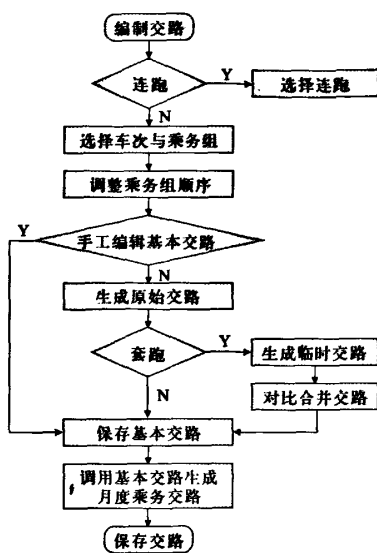 编制交路
连跑
Y
选择连跑
N
选择车次与乘务组
调整乘务组顺序
Y
手工编辑基本交路
N
生成原始交路
套跑
Y
生成临时交路
N
对比合并交路
保存基本交路
调用基本交路生成
月度乘务交路
保存交路